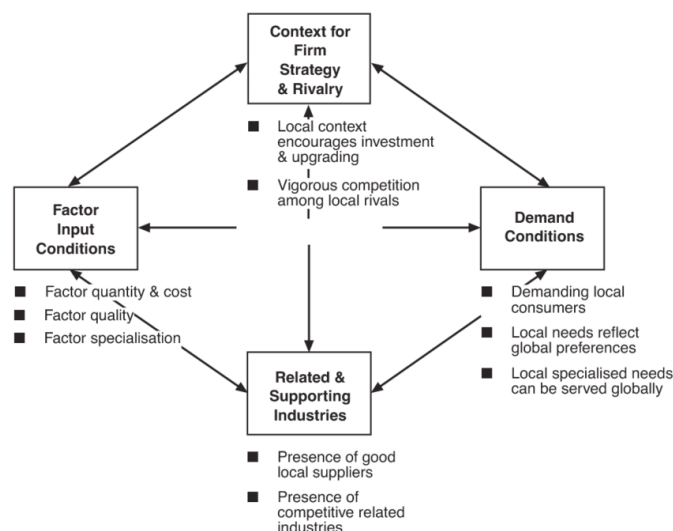 Context for
Firm
Strategy
& Rivalry
Local context
encourages investment
& upgrading
Vigorous competition
among local rivals
Factor
Input
Conditions
Factor quantity & cost
Factor quality
Factor specialisation
Demand
Conditions
Demanding local
consumers
Local needs reflect
global preferences
Local specialised needs
can be served globally
Related &
Supporting
Industries
Presence of good
local suppliers
Presence of
competitive related
industries